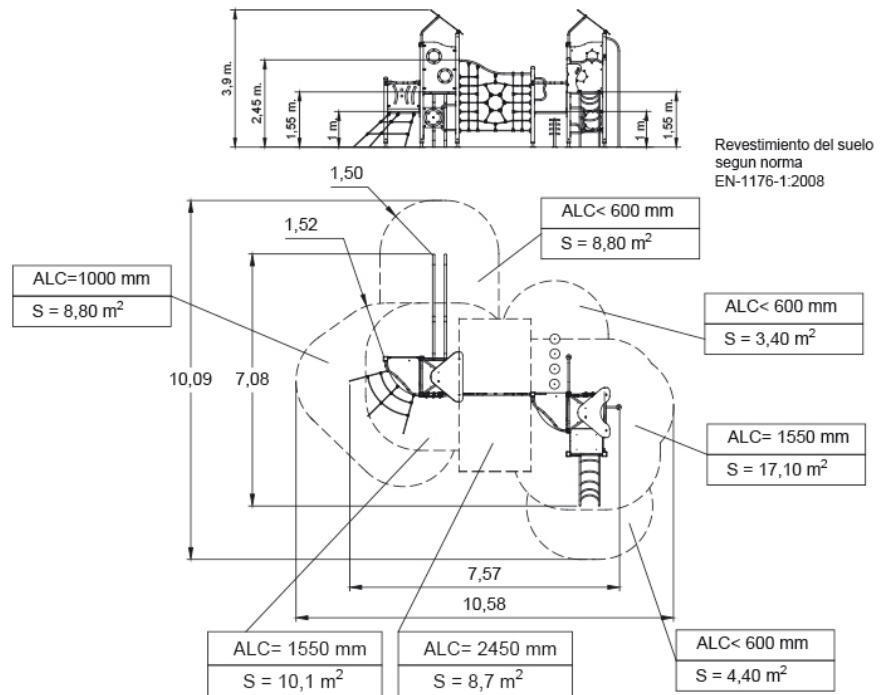 3,9 m.
2,45 m.
1,55 m.
1 m.
1 m.
1,55 m.
Revestimiento del suelo
segun norma
EN-1176-1:2008
1,50
1,52
ALC< 600 mm
S = 8,80 m²
ALC=1000 mm
S = 8,80 m²
ALC< 600 mm
S = 3,40 m²
10,09
7,08
ALC= 1550 mm
S = 17,10 m²
7,57
10,58
ALC= 1550 mm
S = 10,1 m²
ALC= 2450 mm
S = 8,7 m²
ALC< 600 mm
S = 4,40 m²